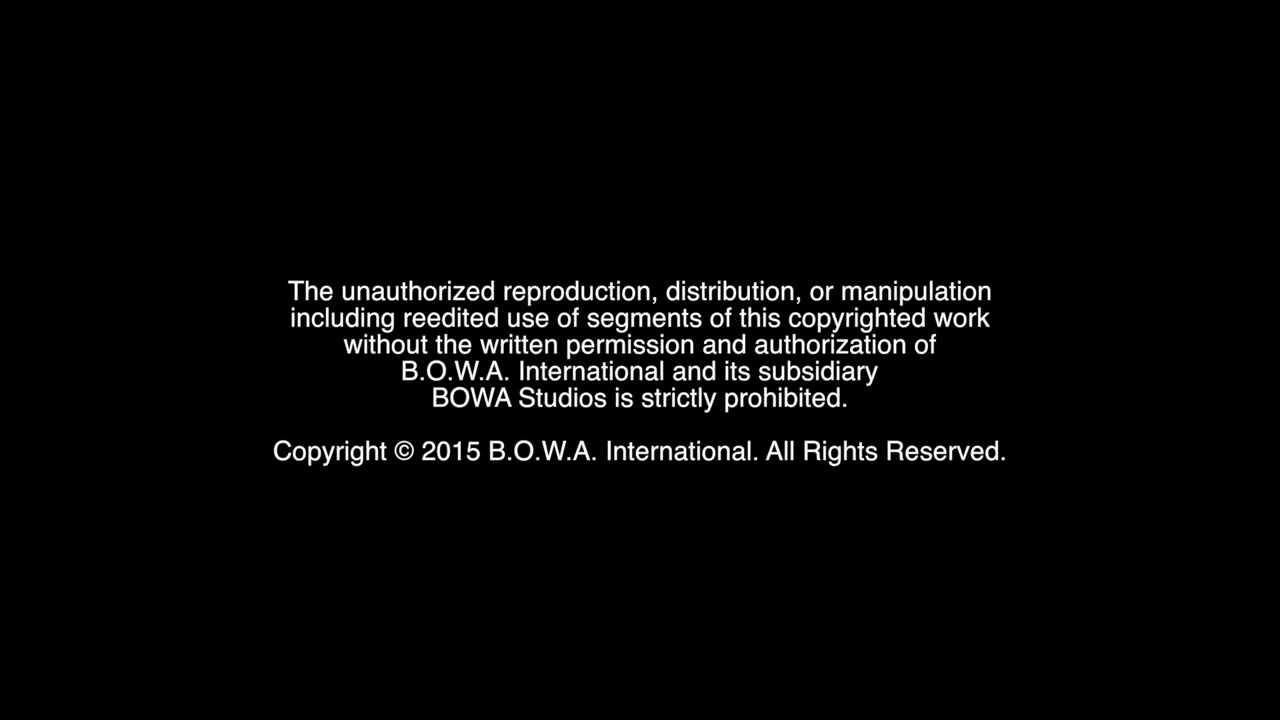 The unauthorized reproduction, distribution, or manipulation
including reedited use of segments of this copyrighted work
without the written permission and authorization of
B.O.W.A. International and its subsidiary
BOWA Studios is strictly prohibited.
Copyright © 2015 B.O.W.A. International. All Rights Reserved.